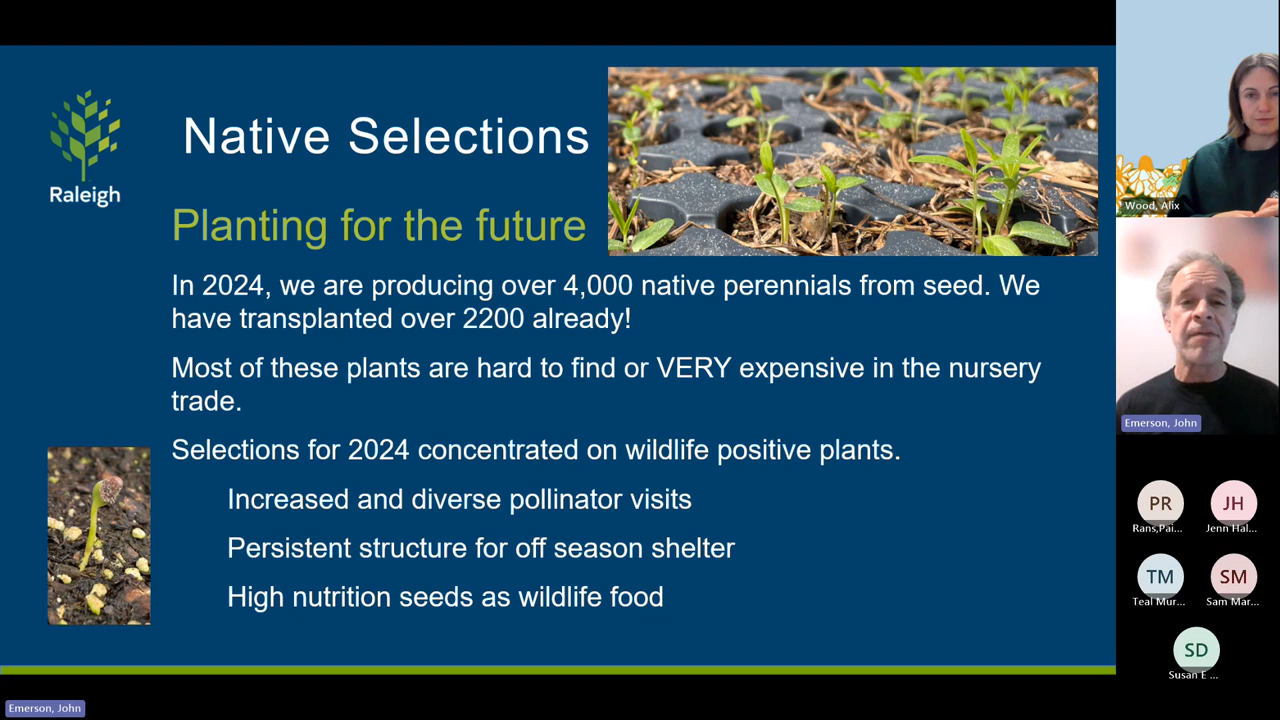 Raleigh
Native Selections
Planting for the future
In 2024, we are producing over 4,000 native perennials from seed. We
have transplanted over 2200 already!
Most of these plants are hard to find or VERY expensive in the nursery
trade.
Selections for 2024 concentrated on wildlife positive plants.
Increased and diverse pollinator visits
Persistent structure for off season shelter
High nutrition seeds as wildlife food
Emerson, John
Wood, Alix
Emerson, John
PR
Rans,Pai...
JH
Jenn Hal...
TM
Teal Mur...
SM
Sam Mar...
SD
Susan E ...